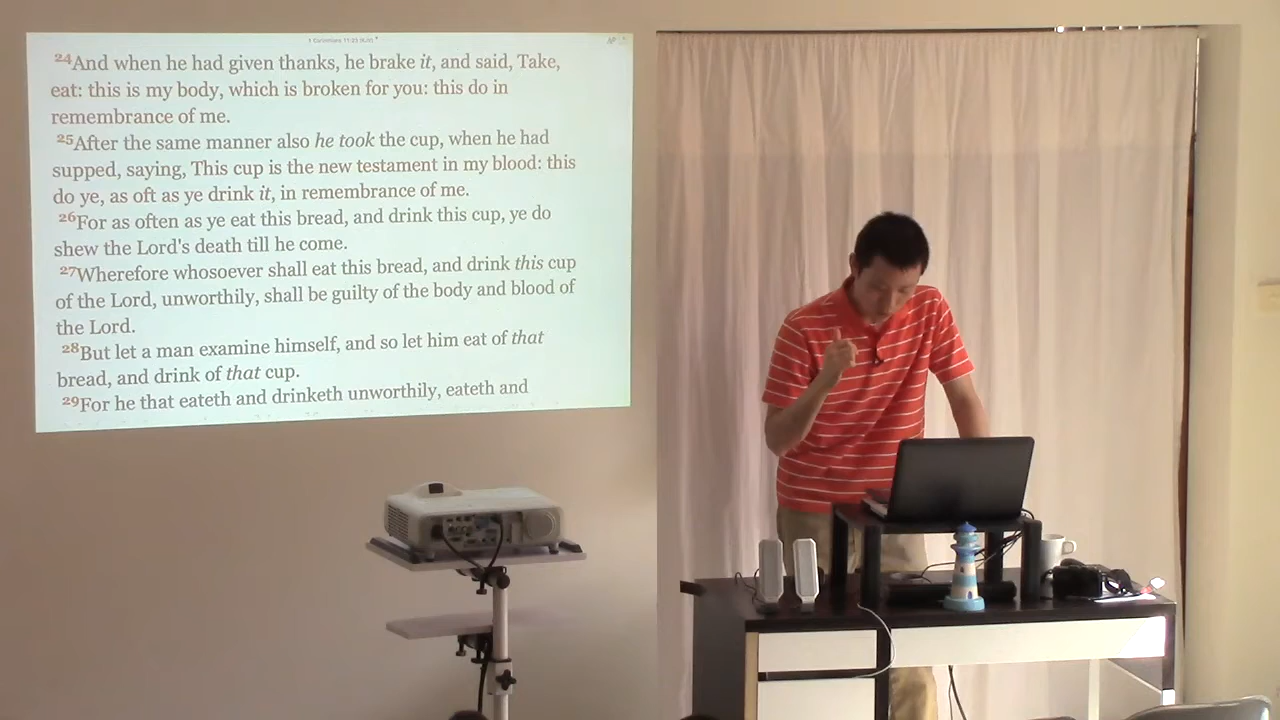 24And when he had given thanks, he brake it, and said, Take,
eat: this is my body, which is broken for you: this do in
remembrance of me.
25After the same manner also he took the cup, when he had
supped, saying, This cup is the new testament in my blood: this
do ye, as oft as ye drink it, in remembrance of me.
26For as often as ye eat this bread, and drink this cup, ye do
shew the Lord's death till he come.
27Wherefore whosoever shall eat this bread, and drink this cup
of the Lord, unworthily, shall be guilty of the body and blood of
the Lord.
28But let a man examine himself, and so let him eat of that
bread, and drink of that cup.
29For he that eateth and drinketh unworthily, eateth and